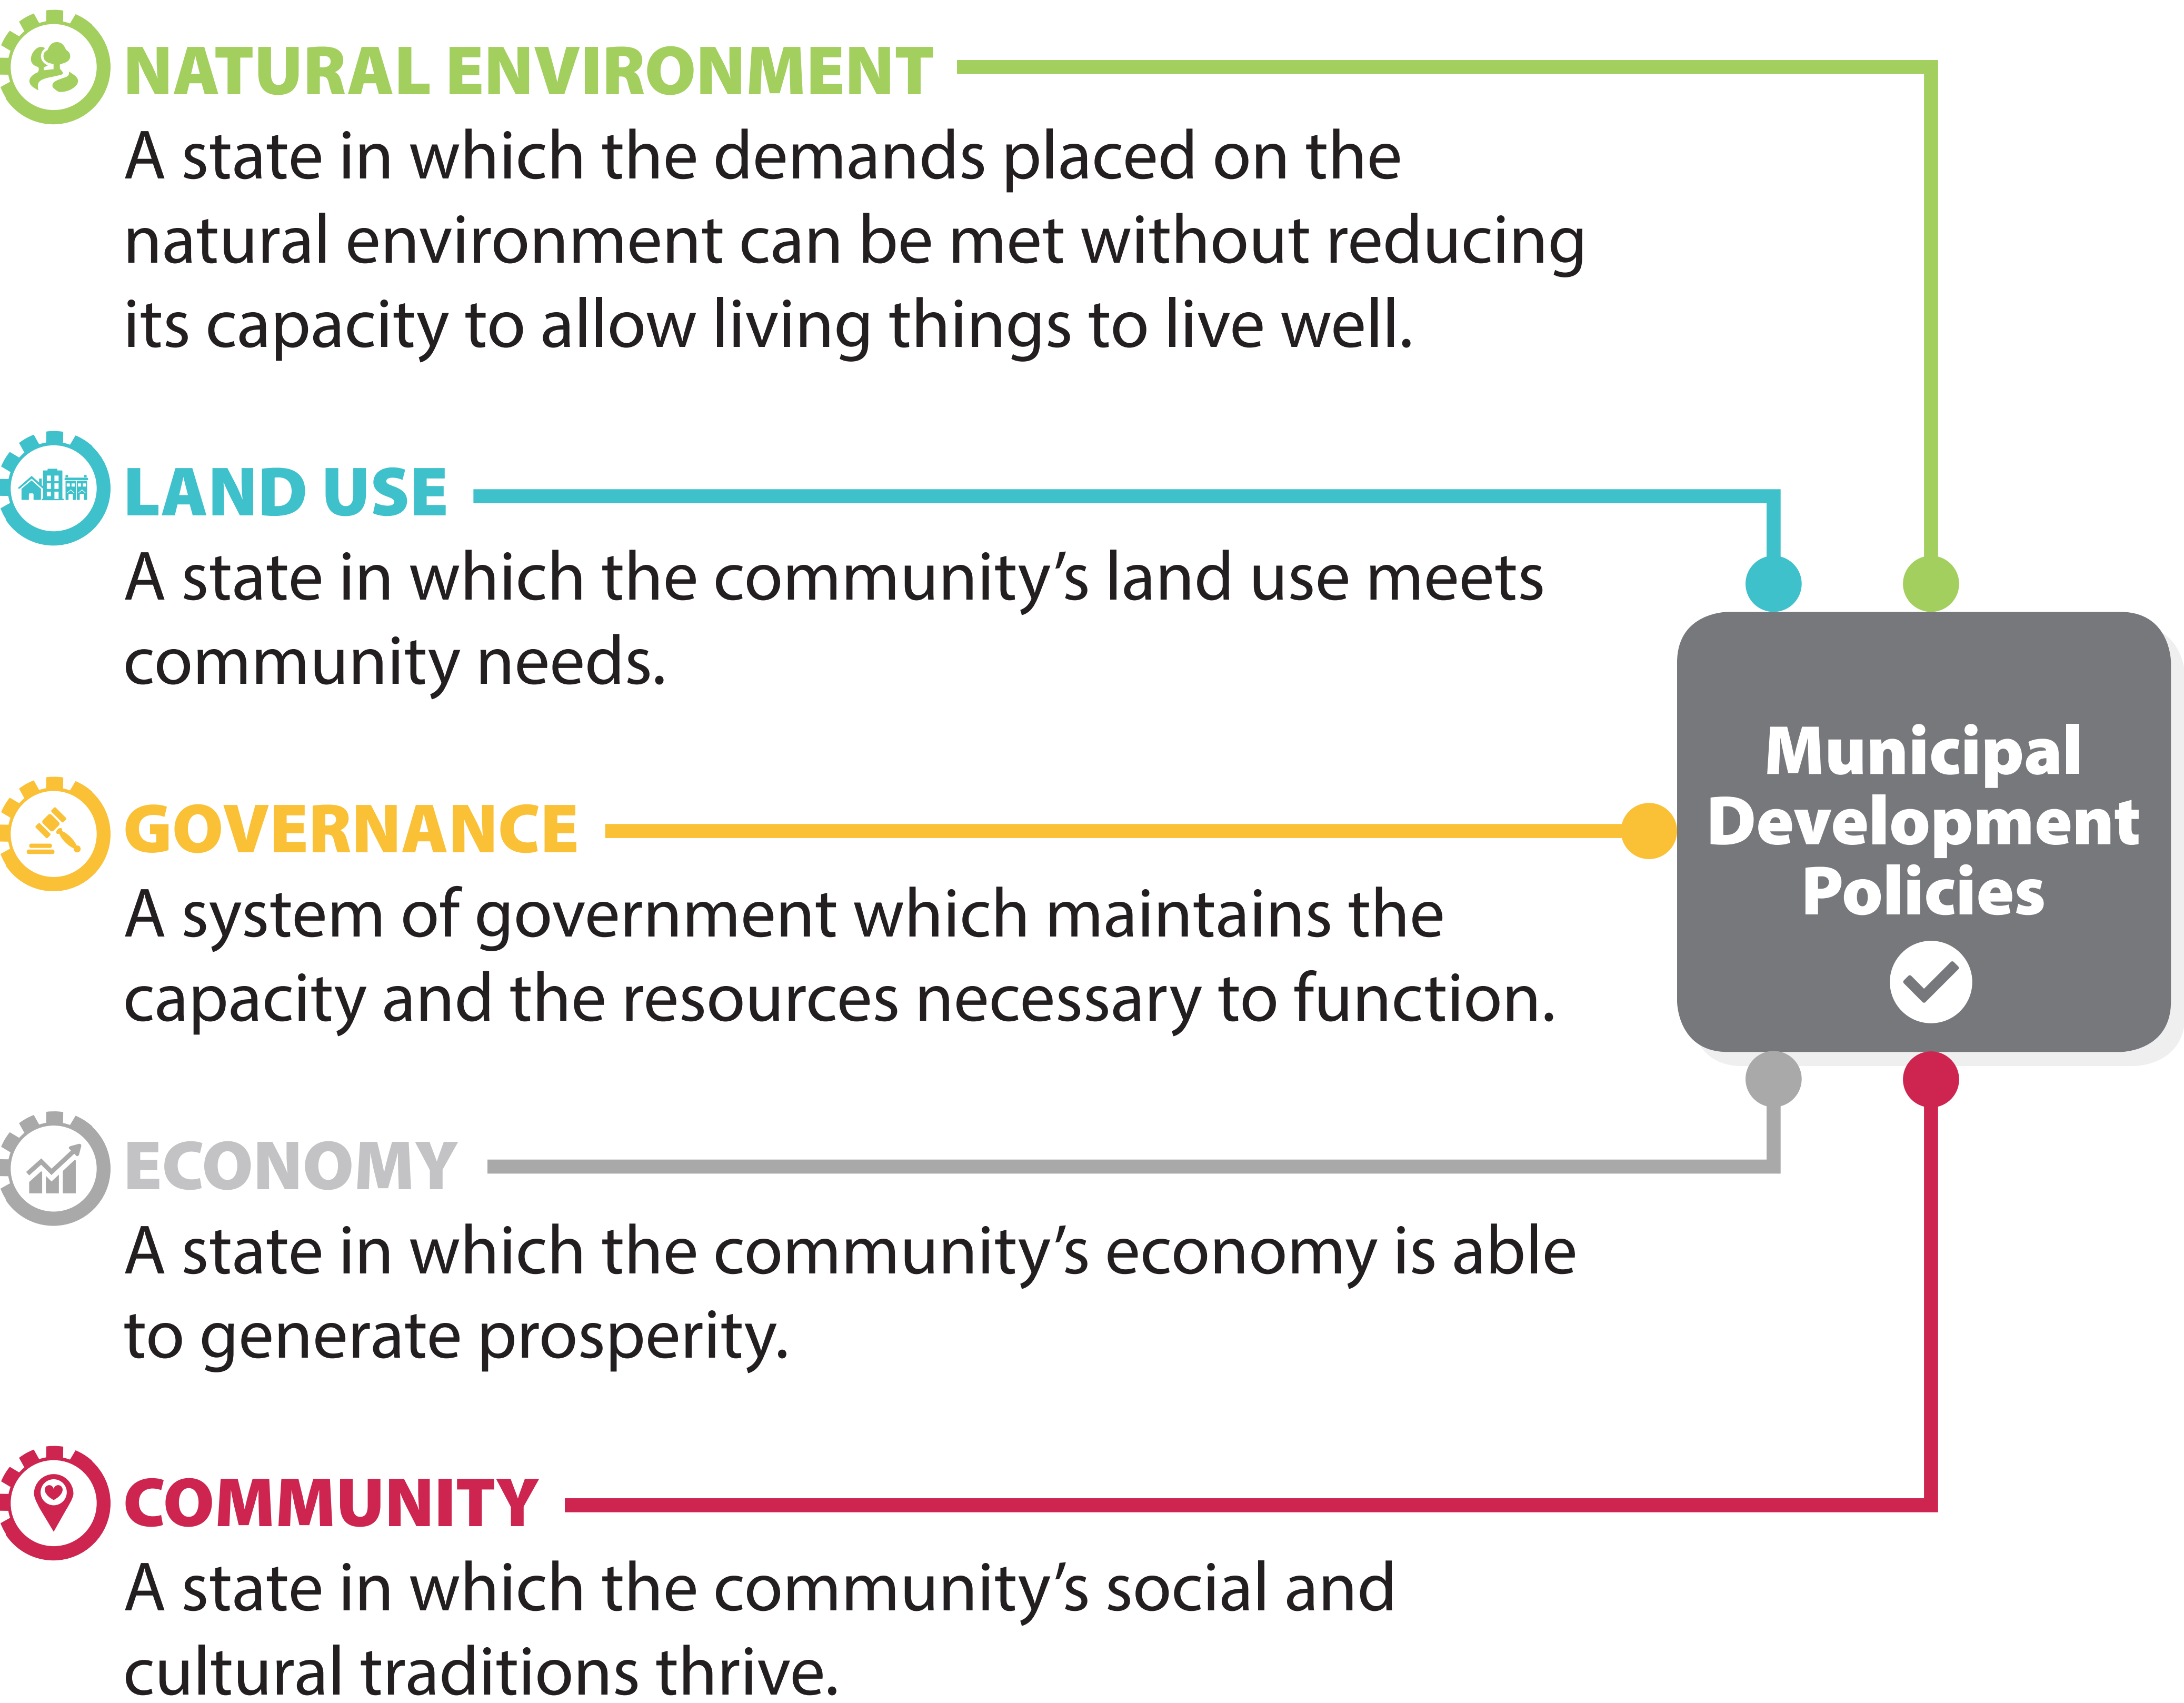 NATURAL ENVIRONMENT
A state in which the demands placed on the
natural environment can be met without reducing
its capacity to allow living things to live well.
LAND USE
A state in which the community’s land use meets
community needs.
GOVERNANCE
A system of government which maintains the
capacity and the resources necessary to function.
ECONOMY
A state in which the community’s economy is able
to generate prosperity.
COMMUNITY
A state in which the community’s social and
cultural traditions thrive.
Municipal
Development
Policies